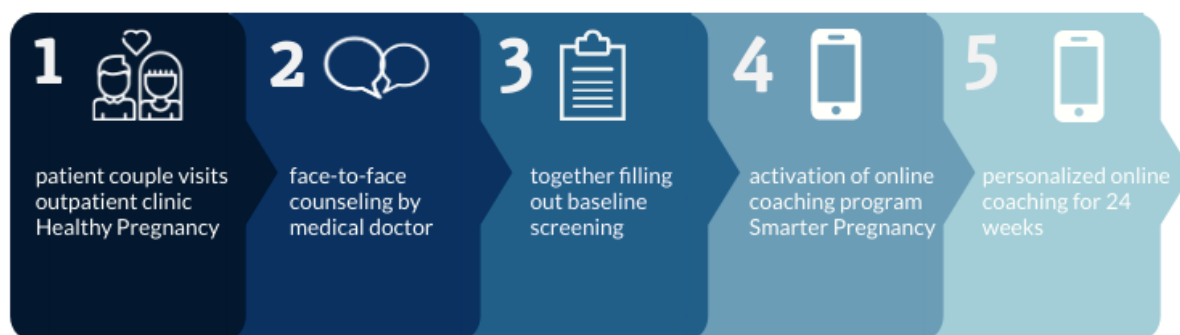 1
patient couple visits
outpatient clinic
Healthy Pregnancy
2
face-to-face
counseling by
medical doctor
3
together filling
out baseline
screening
4
activation of online
coaching program
Smarter Pregnancy
5
personalized online
coaching for 24
weeks